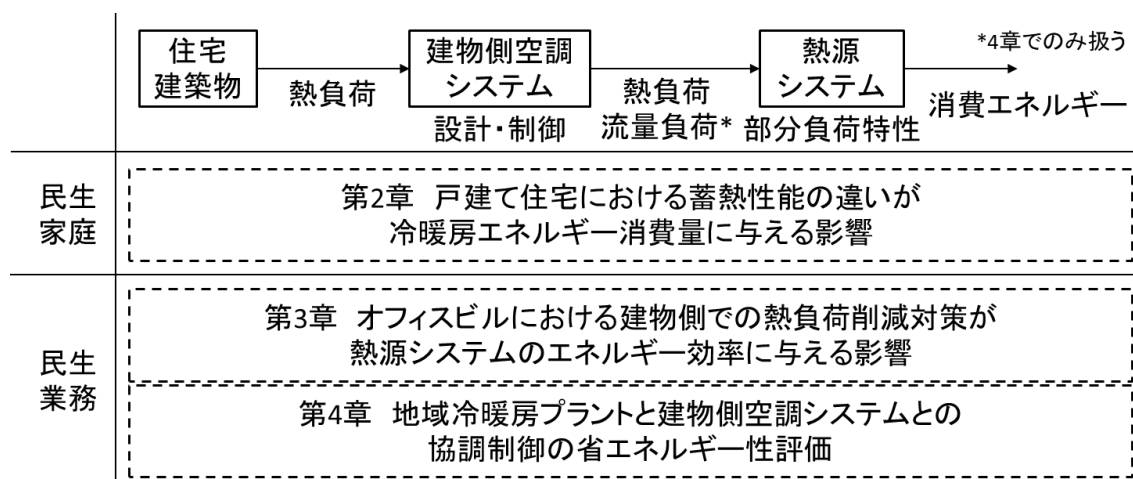 住宅
建築物
熱負荷
建物側空調
システム
設計・制御
熱負荷
流量負荷*
熱源
システム
部分負荷特性
*4章でのみ扱う
消費エネルギー
民生
家庭
第2章 戸建て住宅における蓄熱性能の違いが
冷暖房エネルギー消費量に与える影響
民生
業務
第3章 オフィスビルにおける建物側での熱負荷削減対策が
熱源システムのエネルギー効率に与える影響
第4章 地域冷暖房プラントと建物側空調システムとの
協調制御の省エネルギー性評価